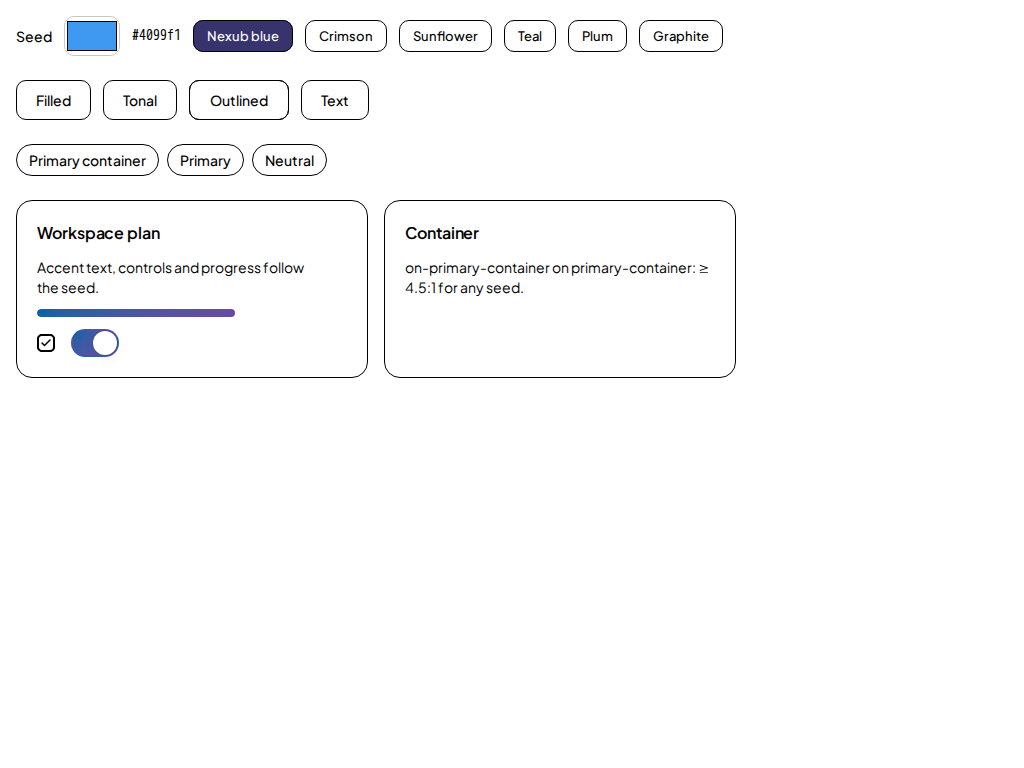 Seed #4099f1 Nexub blue Crimson Sunflower Teal Plum Graphite
Filled Tonal Outlined Text
Primary container Primary Neutral
Workspace plan
Accent text, controls and progress follow
the seed.
Container
on-primary-container on primary-container: ≥
4.5:1 for any seed.